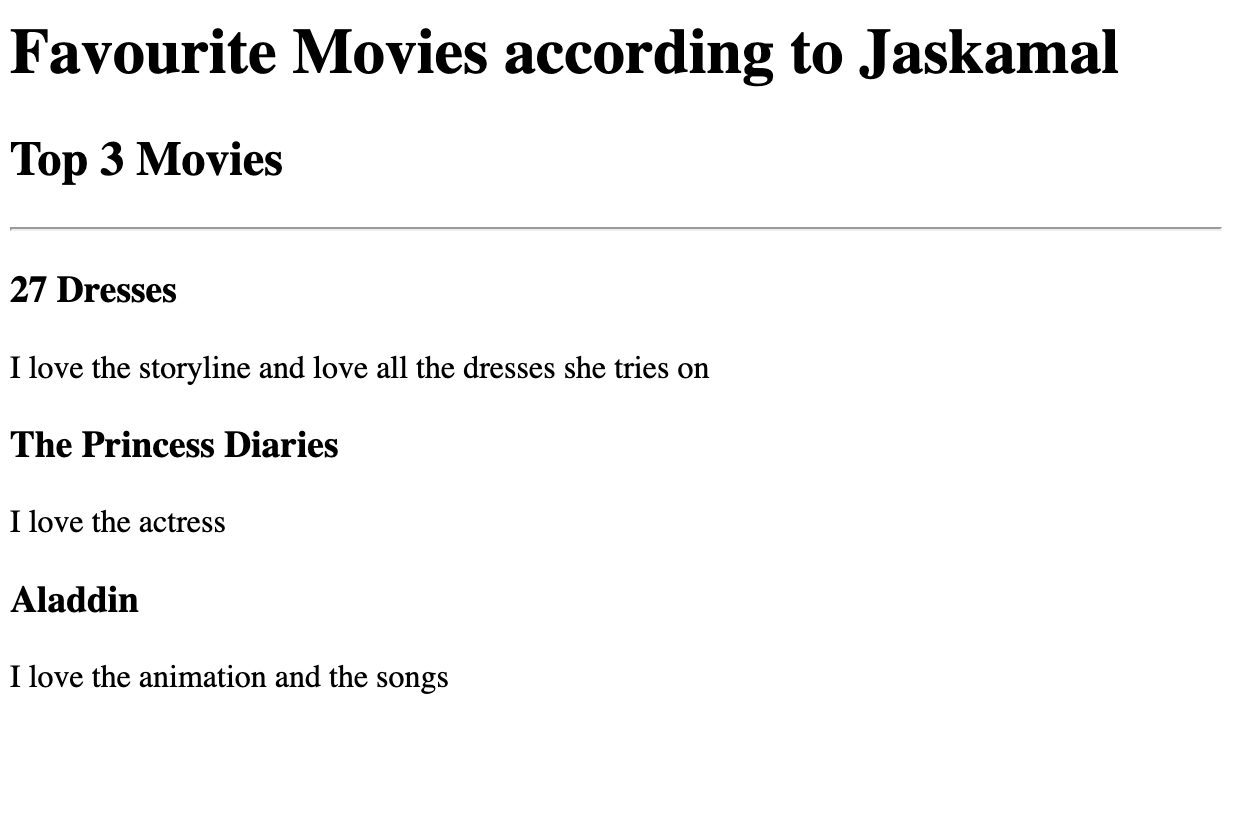 Favourite Movies according to Jaskamal
Top 3 Movies
27 Dresses
I love the storyline and love all the dresses she tries on
The Princess Diaries
I love the actress
Aladdin
I love the animation and the songs